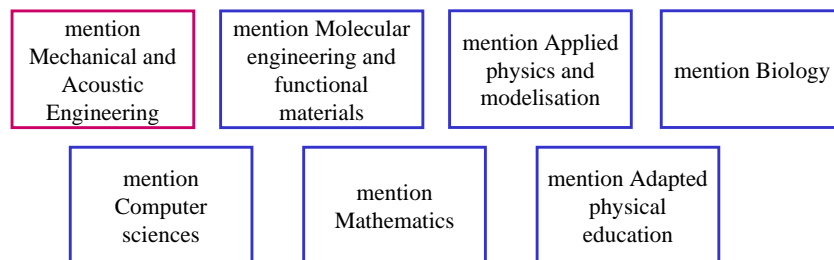 mention
Mechanical and
Acoustic
Engineering
mention Molecular
engineering and
functional
materials
mention Applied
physics and
modelisation
mention Biology
mention
Computer
sciences
mention
Mathematics
mention Adapted
physical
education